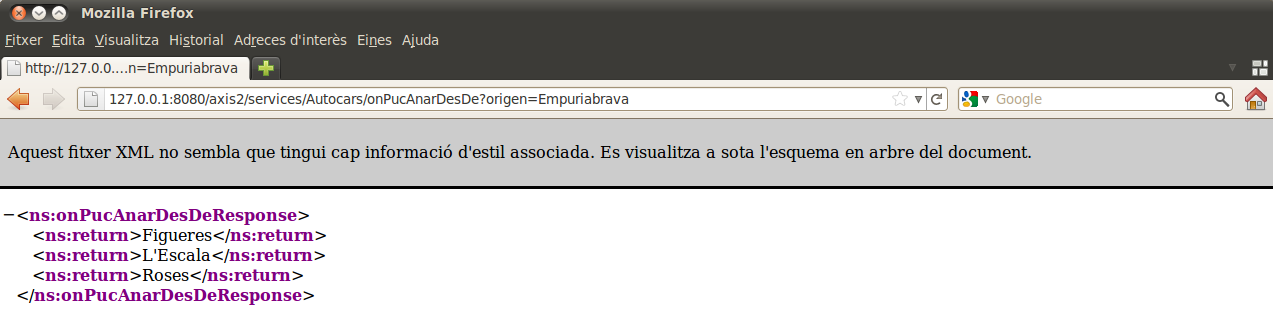 Mozilla Firefox
Fitxer Edita Visualitza Historial Adreces d'interès Eines Ajuda
http://127.0.0....n=Empuriabrava
127.0.0.1:8080/axis2/services/Autocars/onPucAnarDesDe?origen=Empuriabrava
Google
Aquest fitxer XML no sembla que tingui cap informació d'estil associada. Es visualitza a sota l'esquema en arbre del document.
−<ns:onPucAnarDesDeResponse>
<ns:return>Figueres</ns:return>
<ns:return>L'Escala</ns:return>
<ns:return>Roses</ns:return>
</ns:onPucAnarDesDeResponse>